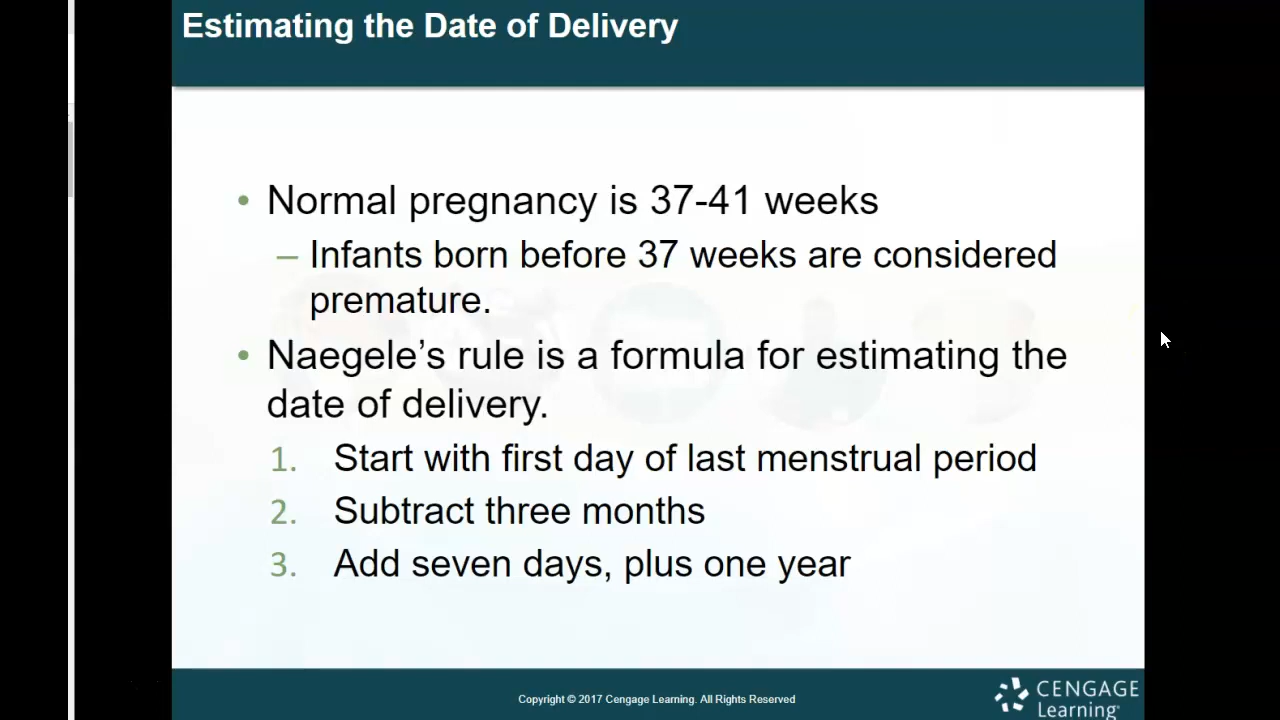 Estimating the Date of Delivery
• Normal pregnancy is 37-41 weeks
– Infants born before 37 weeks are considered
premature.
• Naegele’s rule is a formula for estimating the
date of delivery.
1. Start with first day of last menstrual period
2. Subtract three months
3. Add seven days, plus one year
Copyright © 2017 Cengage Learning. All Rights Reserved
CENGAGE
Learning